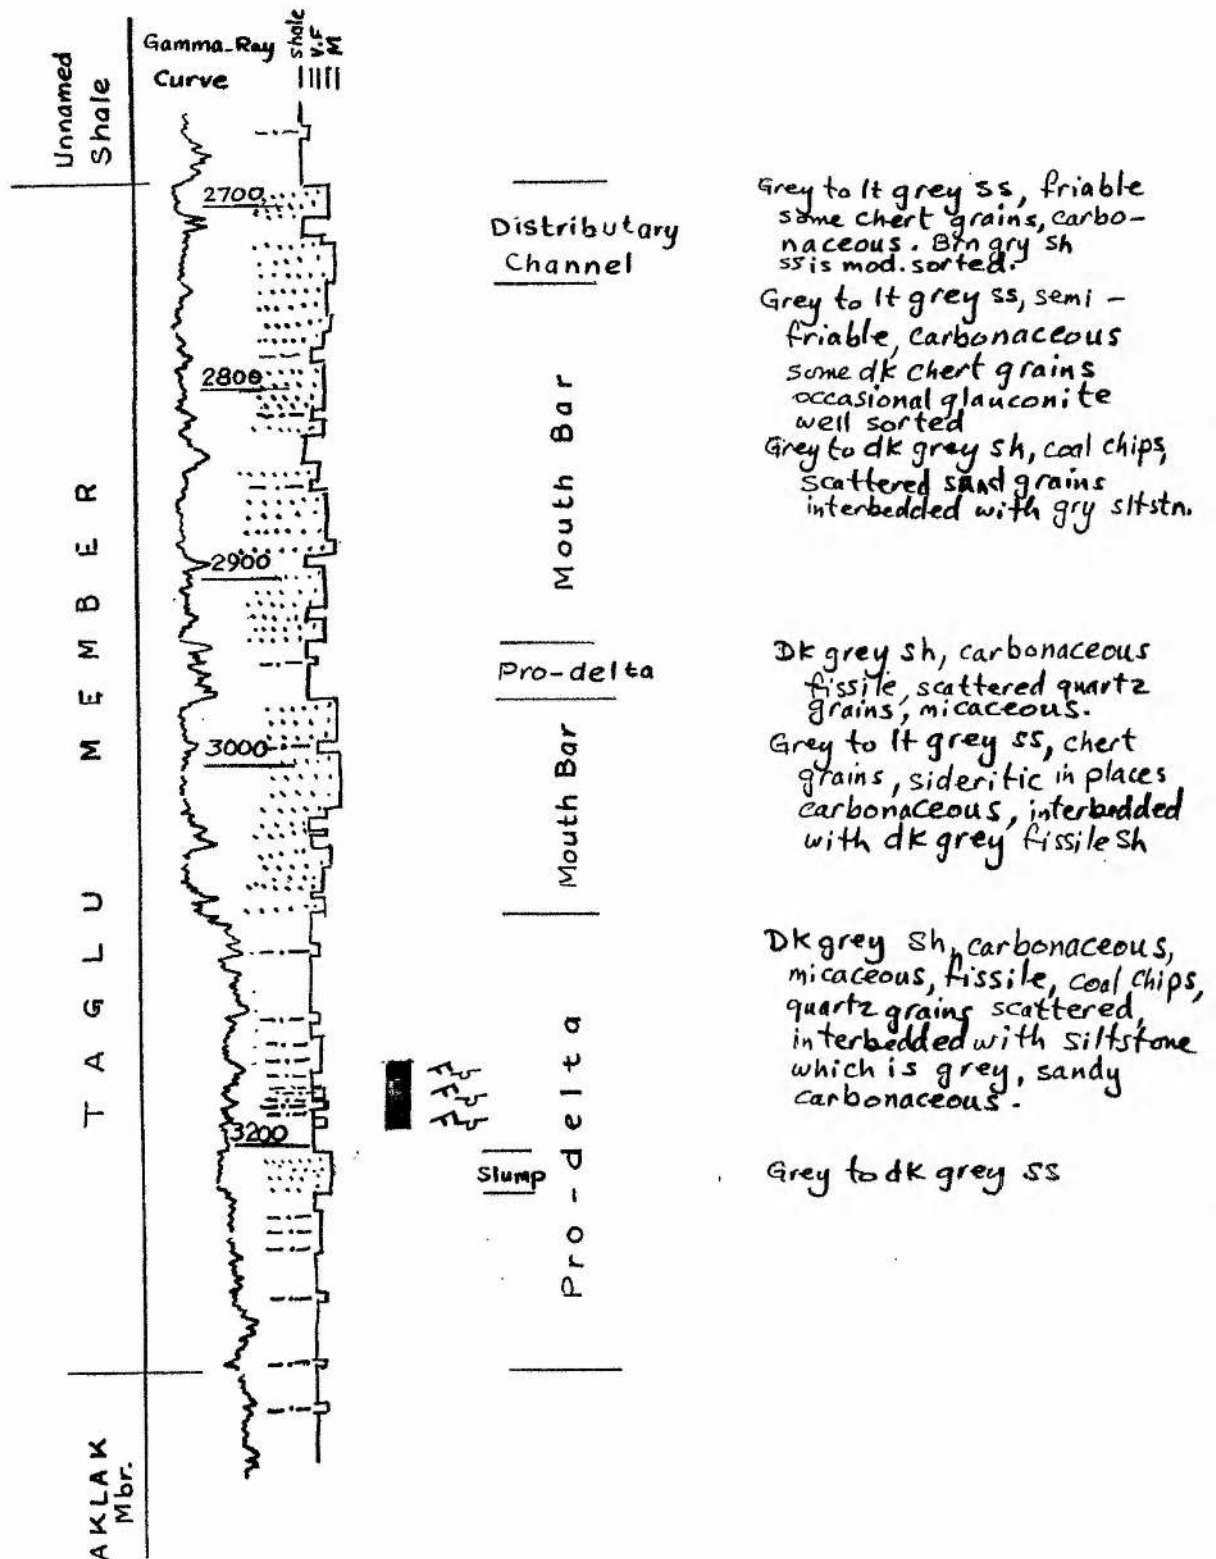 Unnamed
Shale
Gamma-Ray
Curve
shale
V.F
M
2700
2800
2900
3000
3200
TAGLU MEMBER
AKLAK
Mbr.
Distributary
Channel
Mouth Bar
Pro-delta
Mouth Bar
Pro-delta
Slump
Grey to lt grey ss, friable
some chert grains, carbo-
naceous. Brn gry sh
ss is mod. sorted.
Grey to lt grey ss, semi-
friable, carbonaceous
some dk chert grains
occasional glauconite
well sorted
Grey to dk grey sh, coal chips,
scattered sand grains
interbedded with gry sltstn.
Dk grey sh, carbonaceous
fissile, scattered quartz
grains, micaceous.
Grey to lt grey ss, chert
grains, sideritic in places
carbonaceous, interbedded
with dk grey fissile sh
Dk grey Sh, carbonaceous,
micaceous, fissile, coal chips,
quartz grains scattered,
interbedded with siltstone
which is grey, sandy
carbonaceous.
Grey to dk grey ss